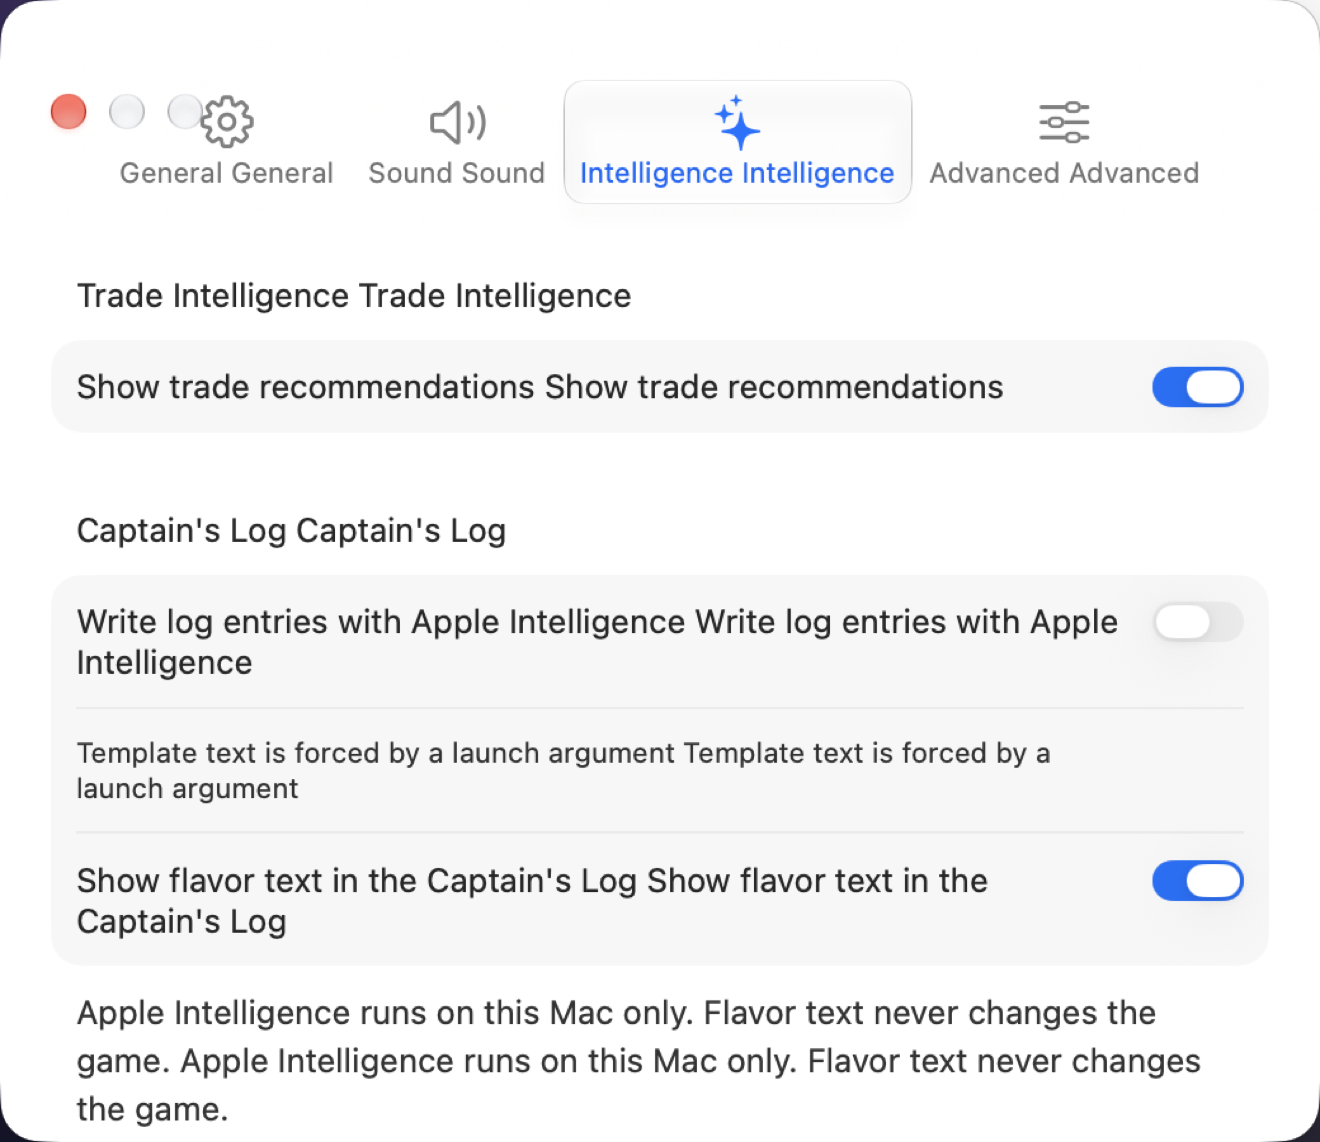 General General
Sound Sound
Intelligence Intelligence
Advanced Advanced
Trade Intelligence Trade Intelligence
Show trade recommendations Show trade recommendations
Captain's Log Captain's Log
Write log entries with Apple Intelligence Write log entries with Apple
Intelligence
Template text is forced by a launch argument Template text is forced by a
launch argument
Show flavor text in the Captain's Log Show flavor text in the
Captain's Log
Apple Intelligence runs on this Mac only. Flavor text never changes the
game. Apple Intelligence runs on this Mac only. Flavor text never changes
the game.